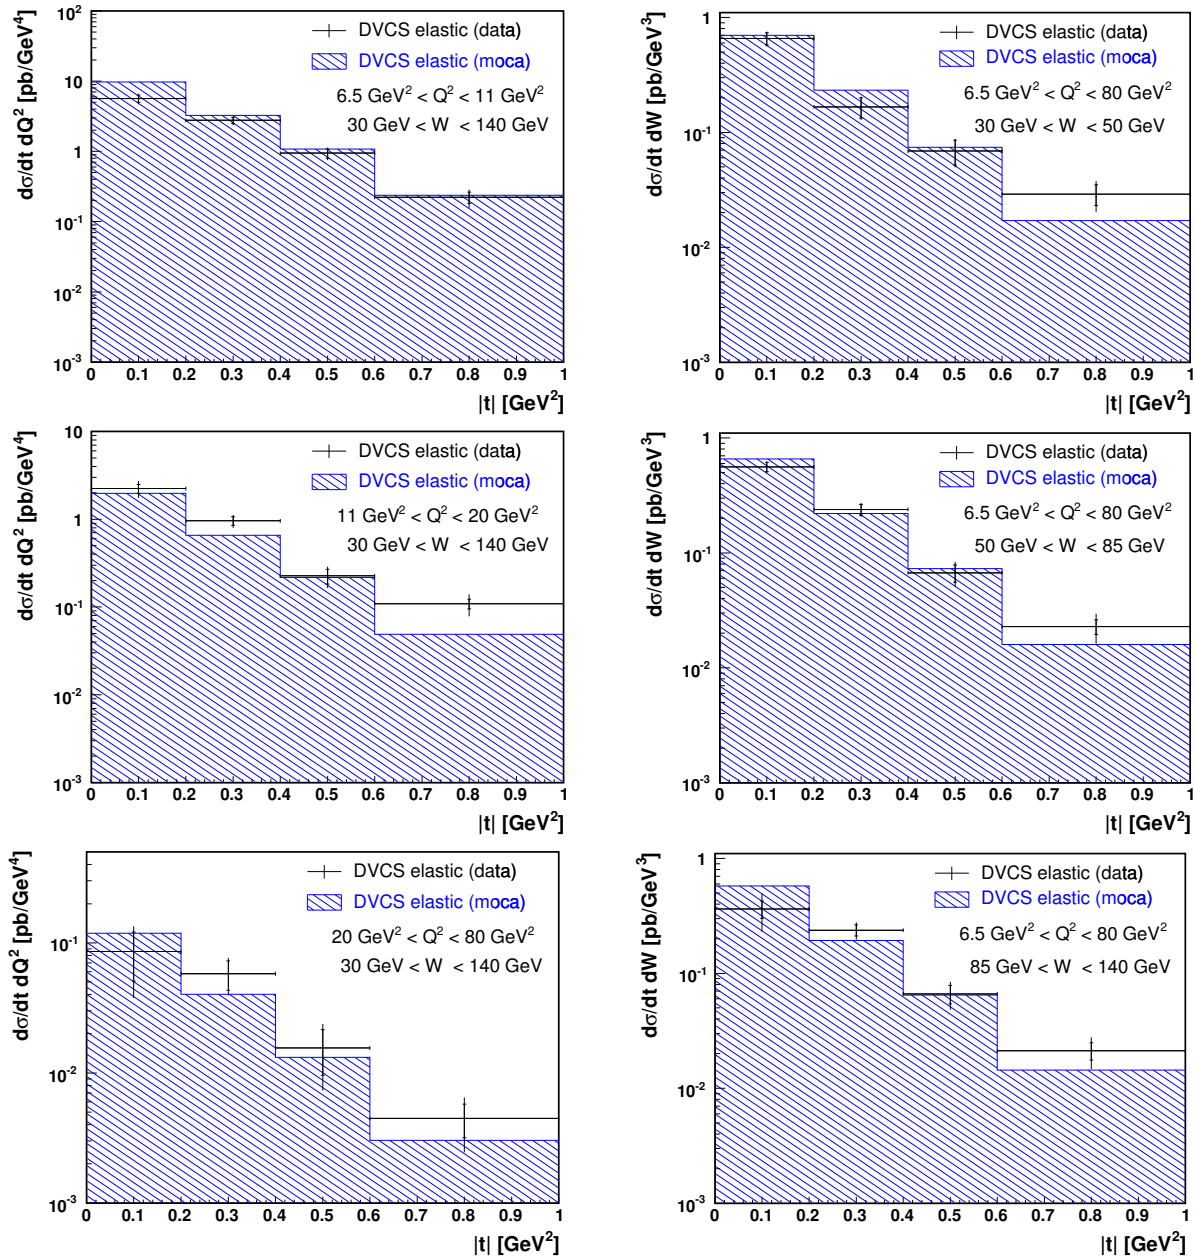 dσ/dt dQ² [pb/GeV⁴]
10²
10
1
10⁻¹
10⁻²
10⁻³
DVCS elastic (data)
DVCS elastic (moca)
6.5 GeV² < Q² < 11 GeV²
30 GeV < W < 140 GeV
0 0.1 0.2 0.3 0.4 0.5 0.6 0.7 0.8 0.9 1
|t| [GeV²]
dσ/dt dW [pb/GeV³]
1
10⁻¹
10⁻²
10⁻³
DVCS elastic (data)
DVCS elastic (moca)
6.5 GeV² < Q² < 80 GeV²
30 GeV < W < 50 GeV
0 0.1 0.2 0.3 0.4 0.5 0.6 0.7 0.8 0.9 1
|t| [GeV²]
dσ/dt dQ² [pb/GeV⁴]
10
1
10⁻¹
10⁻²
10⁻³
DVCS elastic (data)
DVCS elastic (moca)
11 GeV² < Q² < 20 GeV²
30 GeV < W < 140 GeV
0 0.1 0.2 0.3 0.4 0.5 0.6 0.7 0.8 0.9 1
|t| [GeV²]
dσ/dt dW [pb/GeV³]
1
10⁻¹
10⁻²
10⁻³
DVCS elastic (data)
DVCS elastic (moca)
6.5 GeV² < Q² < 80 GeV²
50 GeV < W < 85 GeV
0 0.1 0.2 0.3 0.4 0.5 0.6 0.7 0.8 0.9 1
|t| [GeV²]
dσ/dt dQ² [pb/GeV⁴]
10⁻¹
10⁻²
10⁻³
DVCS elastic (data)
DVCS elastic (moca)
20 GeV² < Q² < 80 GeV²
30 GeV < W < 140 GeV
0 0.1 0.2 0.3 0.4 0.5 0.6 0.7 0.8 0.9 1
|t| [GeV²]
dσ/dt dW [pb/GeV³]
1
10⁻¹
10⁻²
10⁻³
DVCS elastic (data)
DVCS elastic (moca)
6.5 GeV² < Q² < 80 GeV²
85 GeV < W < 140 GeV
0 0.1 0.2 0.3 0.4 0.5 0.6 0.7 0.8 0.9 1
|t| [GeV²]